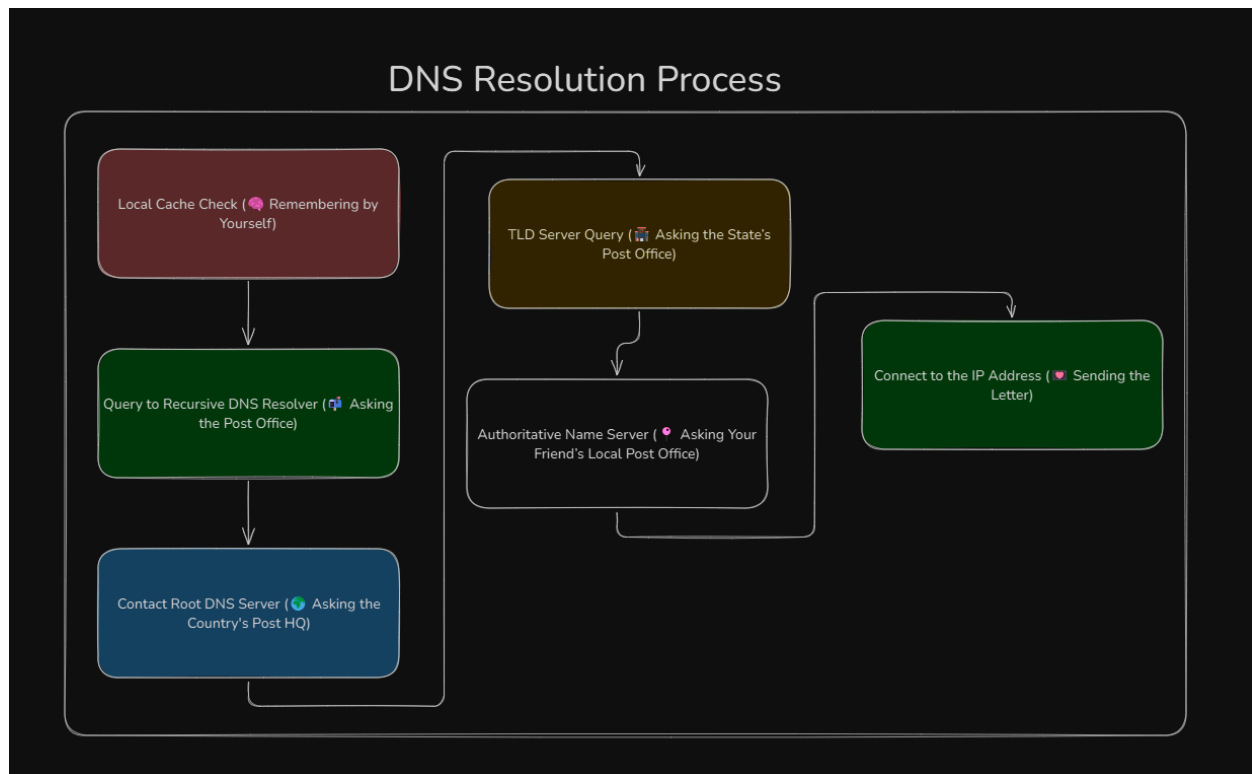 DNS Resolution Process
Local Cache Check (🧠 Remembering by
Yourself)
Query to Recursive DNS Resolver (📬 Asking
the Post Office)
Contact Root DNS Server (🌍 Asking the
Country's Post HQ)
TLD Server Query (🏤 Asking the State's
Post Office)
Authoritative Name Server (📍 Asking Your
Friend's Local Post Office)
Connect to the IP Address (💌 Sending the
Letter)